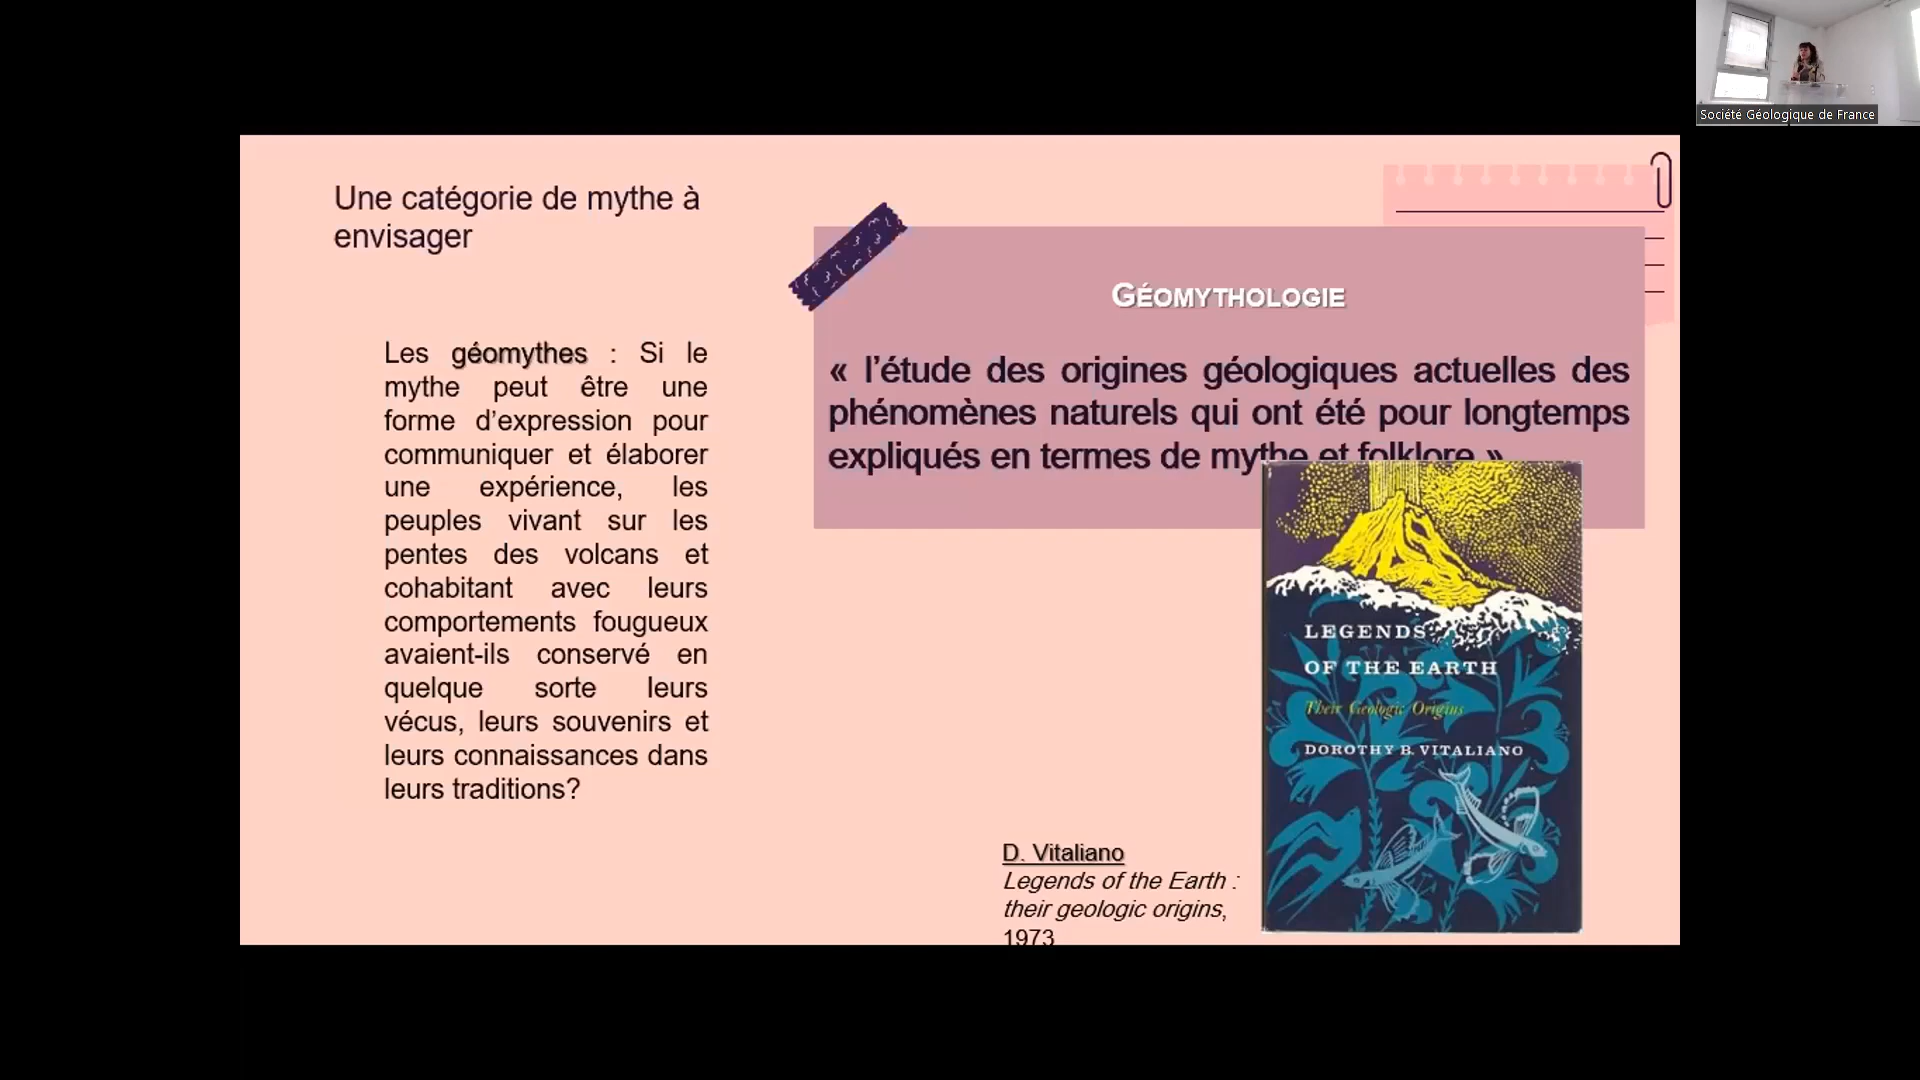 Société Géologique de France
Une catégorie de mythe à
envisager
Les géomythes : Si le
mythe peut être une
forme d’expression pour
communiquer et élaborer
une expérience, les
peuples vivant sur les
pentes des volcans et
cohabitant avec leurs
comportements fougueux
avaient-ils conservé en
quelque sorte leurs
vécus, leurs souvenirs et
leurs connaissances dans
leurs traditions?
GÉOMYTHOLOGIE
« l’étude des origines géologiques actuelles des
phénomènes naturels qui ont été pour longtemps
expliqués en termes de mythe et folklore »
LEGENDS
OF THE EARTH
Their Geologic Origins
DOROTHY B. VITALIANO
D. Vitaliano
Legends of the Earth :
their geologic origins,
1973